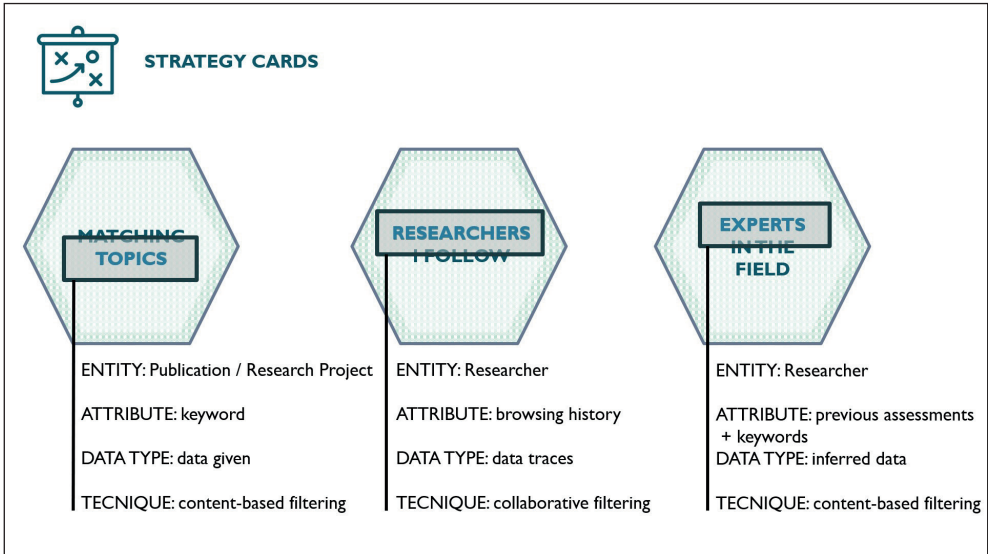 STRATEGY CARDS
MATCHING
TOPICS
RESEARCHERS
I FOLLOW
EXPERTS
IN THE
FIELD
ENTITY: Publication / Research Project
ATTRIBUTE: keyword
DATA TYPE: data given
TECNIQUE: content-based filtering
ENTITY: Researcher
ATTRIBUTE: browsing history
DATA TYPE: data traces
TECNIQUE: collaborative filtering
ENTITY: Researcher
ATTRIBUTE: previous assessments
+ keywords
DATA TYPE: inferred data
TECNIQUE: content-based filtering